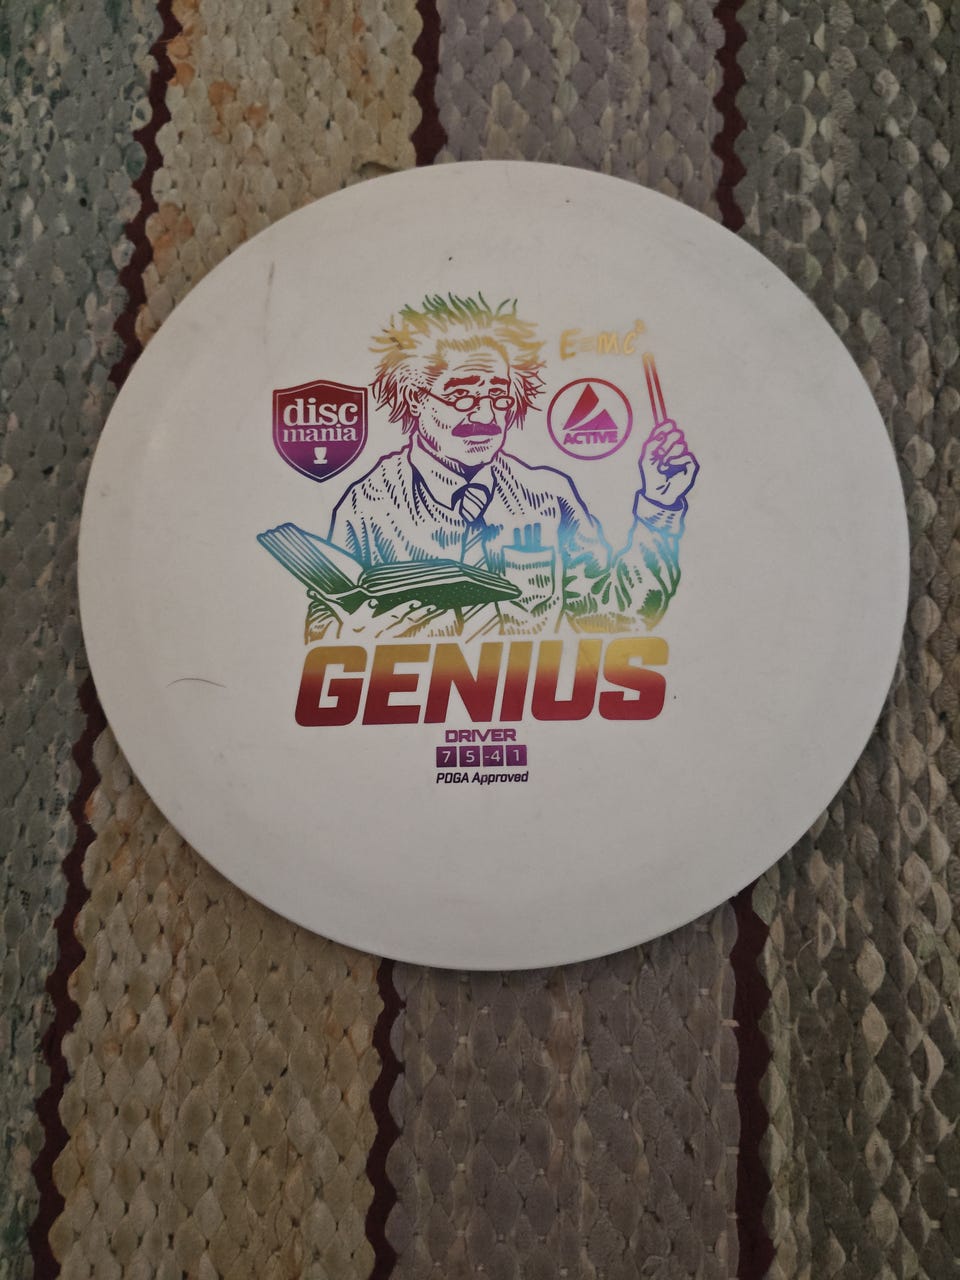 E=MC²
disc
mania
ACTIVE
GENIUS
DRIVER
7 5 -4 1
PDGA Approved